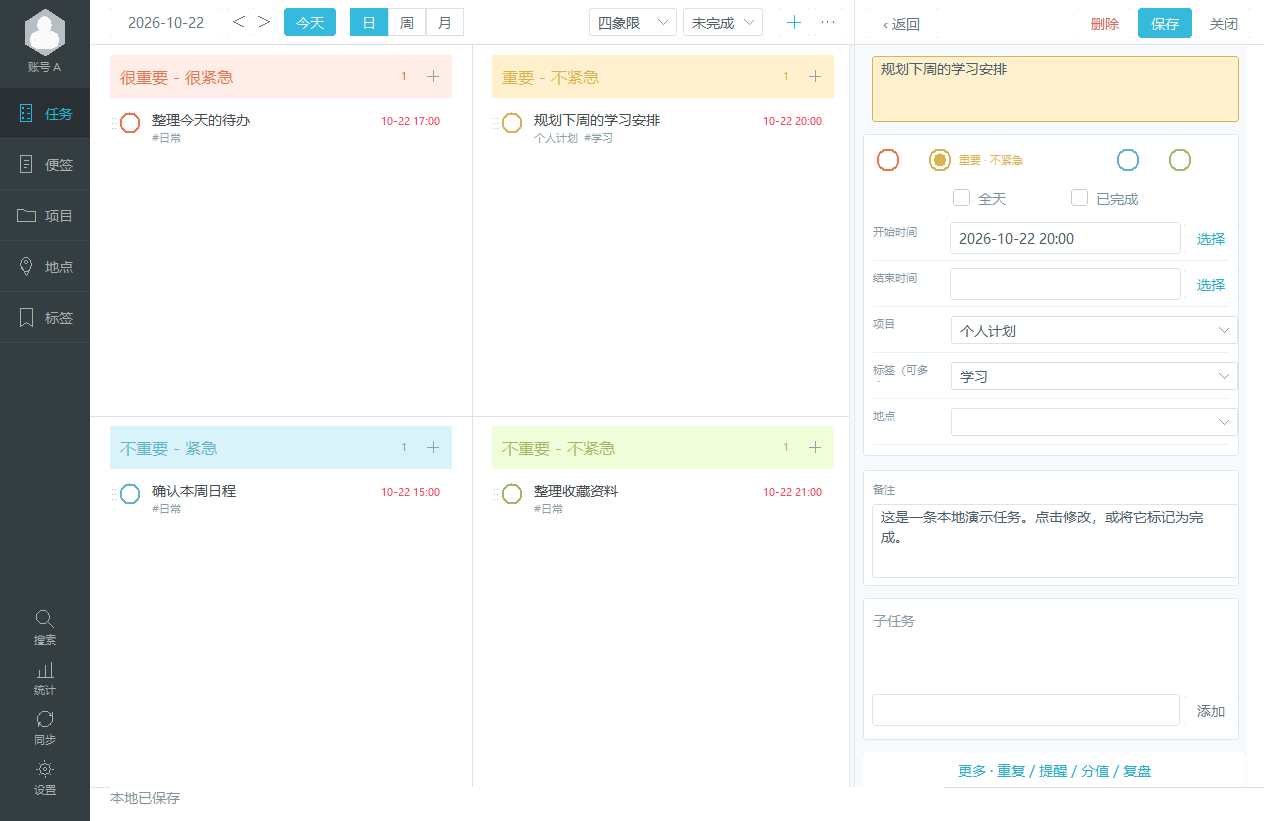 账号 A
任务
便签
项目
地点
标签
搜索
统计
同步
设置
2026-10-22 < > 今天 日 周 月 四象限 未完成 + ···
很重要 - 很紧急 1 +
整理今天的待办 10-22 17:00
#日常
重要 - 不紧急 1 +
规划下周的学习安排 10-22 20:00
个人计划 #学习
不重要 - 紧急 1 +
确认本周日程 10-22 15:00
#日常
不重要 - 不紧急 1 +
整理收藏资料 10-22 21:00
#日常
本地已保存
‹ 返回 删除 保存 关闭
规划下周的学习安排
重要 · 不紧急
全天 已完成
开始时间 2026-10-22 20:00 选择
结束时间 选择
项目 个人计划
标签（可多 学习
地点
备注
这是一条本地演示任务。点击修改，或将它标记为完
成。
子任务
添加
更多 · 重复 / 提醒 / 分值 / 复盘